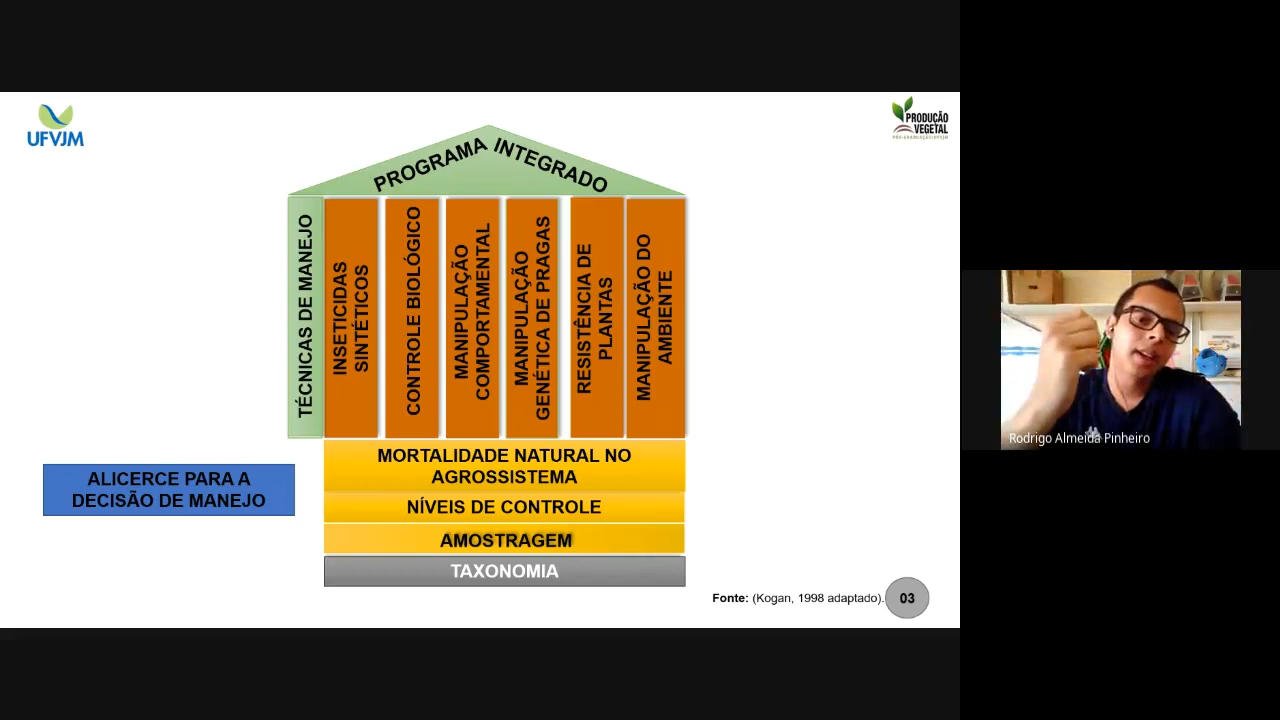 UFVJM
PRODUÇÃO
VEGETAL
PROGRAMA INTEGRADO
TÉCNICAS DE MANEJO
INSETICIDAS
SINTÉTICOS
CONTROLE BIOLÓGICO
MANIPULAÇÃO
COMPORTAMENTAL
MANIPULAÇÃO
GENÉTICA DE PRAGAS
RESISTÊNCIA DE
PLANTAS
MANIPULAÇÃO DO
AMBIENTE
MORTALIDADE NATURAL NO
AGROSSISTEMA
ALICERCE PARA A
DECISÃO DE MANEJO
NÍVEIS DE CONTROLE
AMOSTRAGEM
TAXONOMIA
Fonte: (Kogan, 1998 adaptado).
03
Rodrigo Almeida Pinheiro